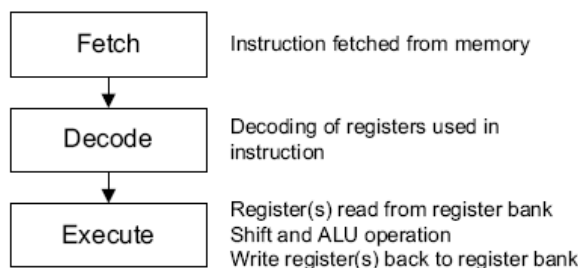 Fetch
Instruction fetched from memory
Decode
Decoding of registers used in
instruction
Execute
Register(s) read from register bank
Shift and ALU operation
Write register(s) back to register bank